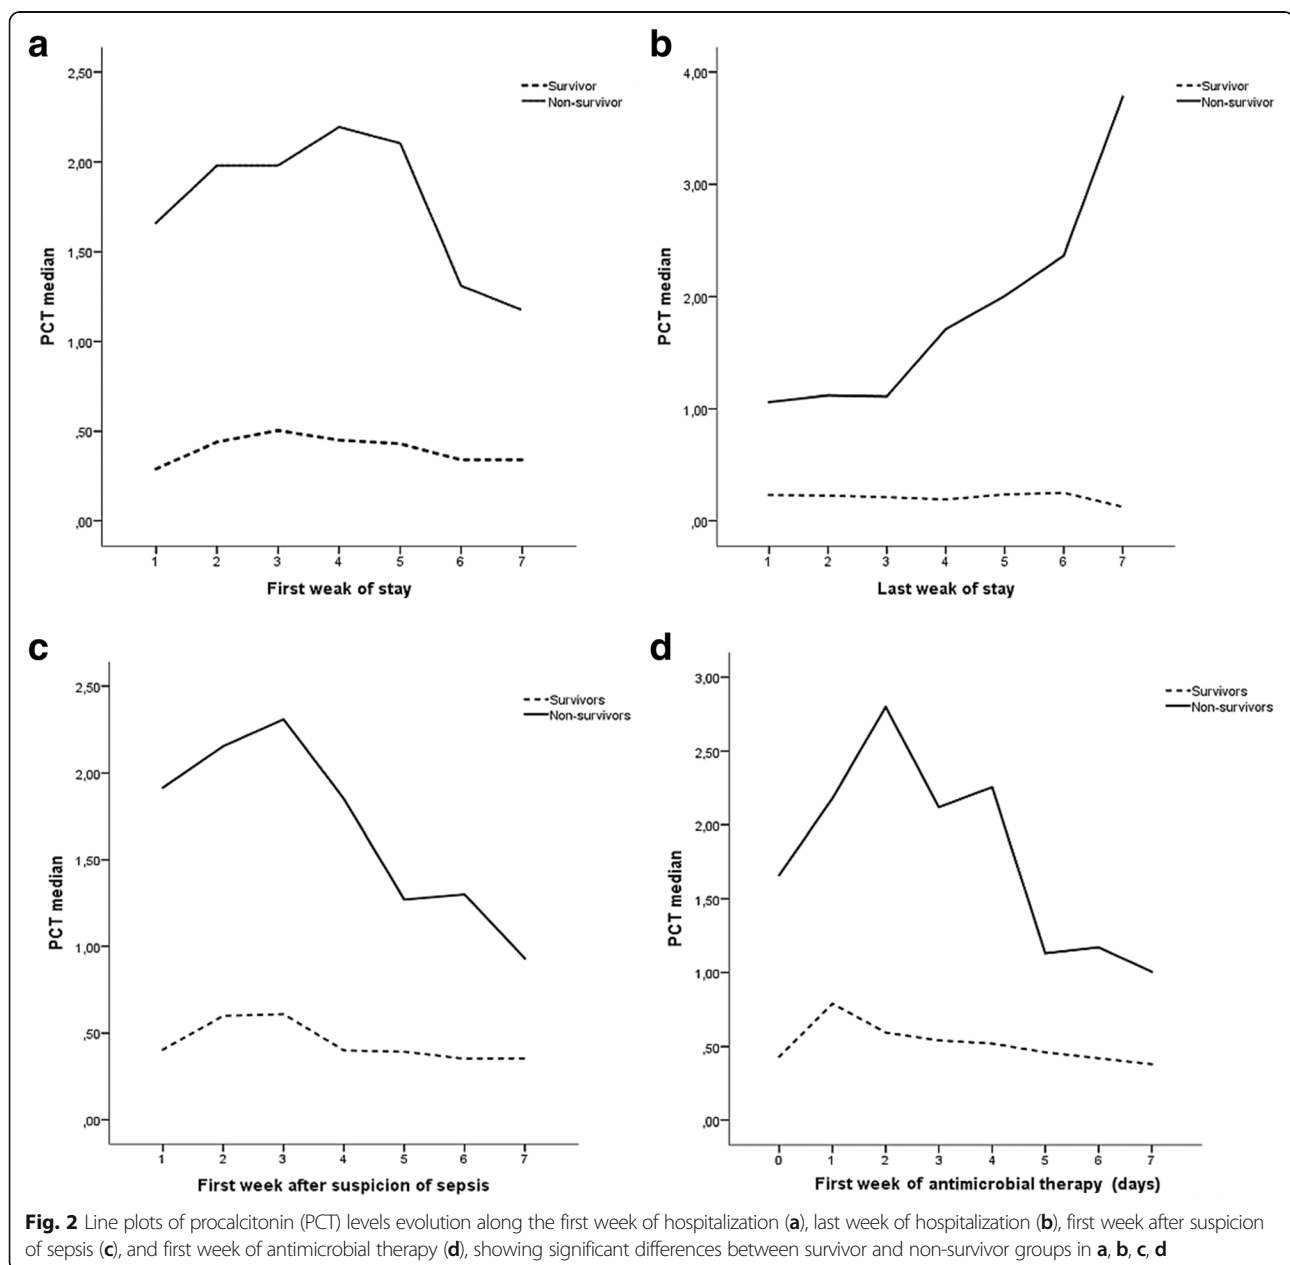 a
2,50
2,00
1,50
1,00
,50
,00
PCT median
Survivor
Non-survivor
1 2 3 4 5 6 7
First weak of stay
b
4,00
3,00
2,00
1,00
,00
PCT median
Survivor
Non-survivor
1 2 3 4 5 6 7
Last weak of stay
c
2,50
2,00
1,50
1,00
,50
,00
PCT median
Survivors
Non-survivors
1 2 3 4 5 6 7
First week after suspicion of sepsis
d
3,00
2,50
2,00
1,50
1,00
,50
,00
PCT median
Survivors
Non-survivors
0 1 2 3 4 5 6 7
First week of antimicrobial therapy (days)
Fig. 2 Line plots of procalcitonin (PCT) levels evolution along the first week of hospitalization (a), last week of hospitalization (b), first week after suspicion
of sepsis (c), and first week of antimicrobial therapy (d), showing significant differences between survivor and non-survivor groups in a, b, c, d